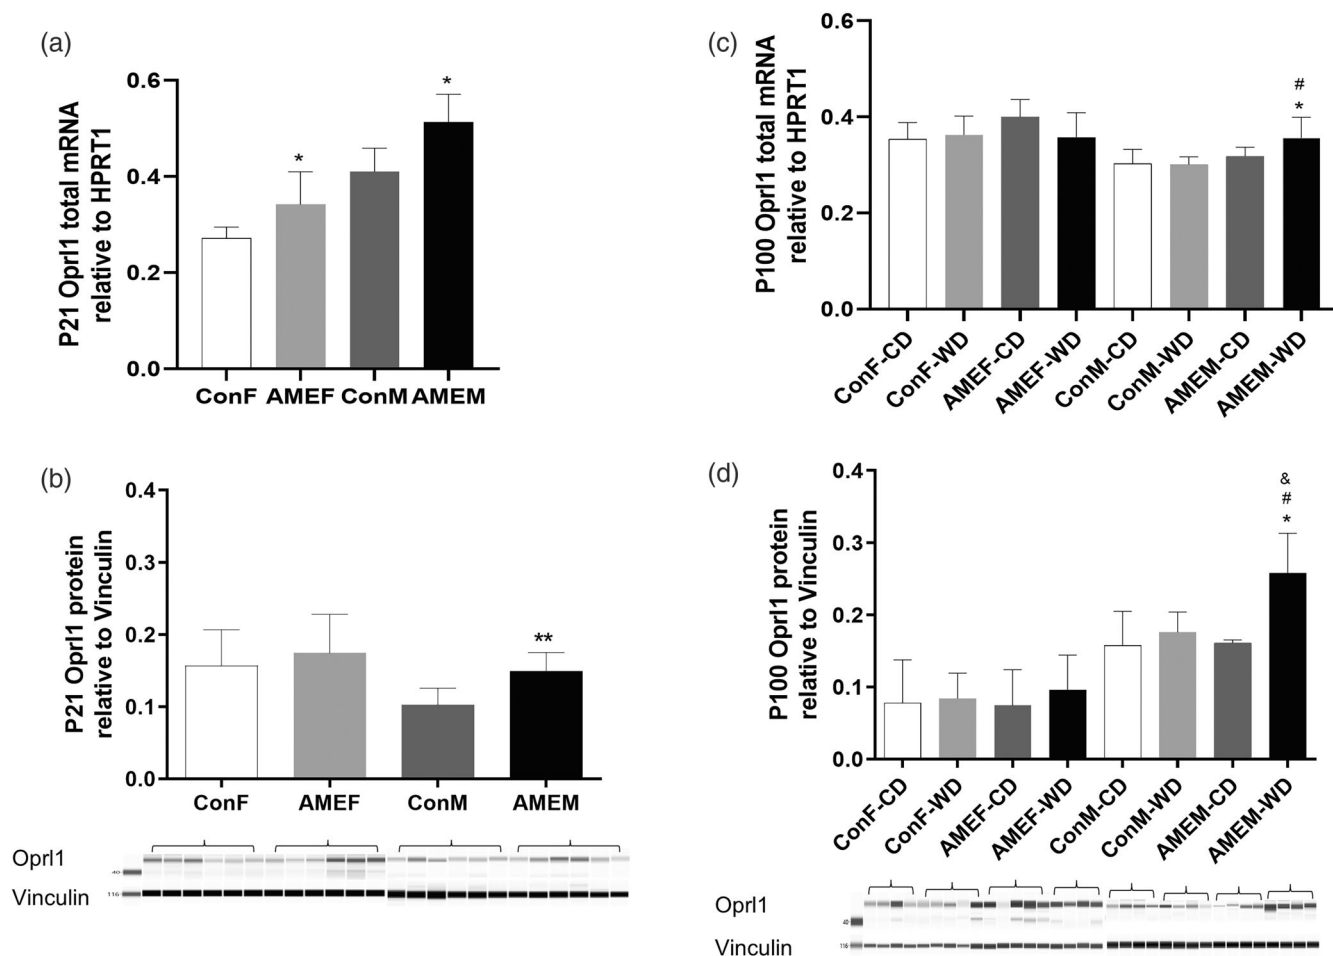 (a)
P21 Oprl1 total mRNA
relative to HPRT1
0.6
0.4
0.2
0.0
*
*
ConF AMEF ConM AMEM
(c)
P100 Oprl1 total mRNA
relative to HPRT1
0.6
0.4
0.2
0.0
#
*
ConF-CD
ConF-WD
AMEF-CD
AMEF-WD
ConM-CD
ConM-WD
AMEM-CD
AMEM-WD
(b)
P21 Oprl1 protein
relative to Vinculin
0.4
0.3
0.2
0.1
0.0
**
ConF AMEF ConM AMEM
Oprl1
40
Vinculin
116
(d)
P100 Oprl1 protein
relative to Vinculin
0.4
0.3
0.2
0.1
0.0
&
#
*
ConF-CD
ConF-WD
AMEF-CD
AMEF-WD
ConM-CD
ConM-WD
AMEM-CD
AMEM-WD
Oprl1
40
Vinculin
116